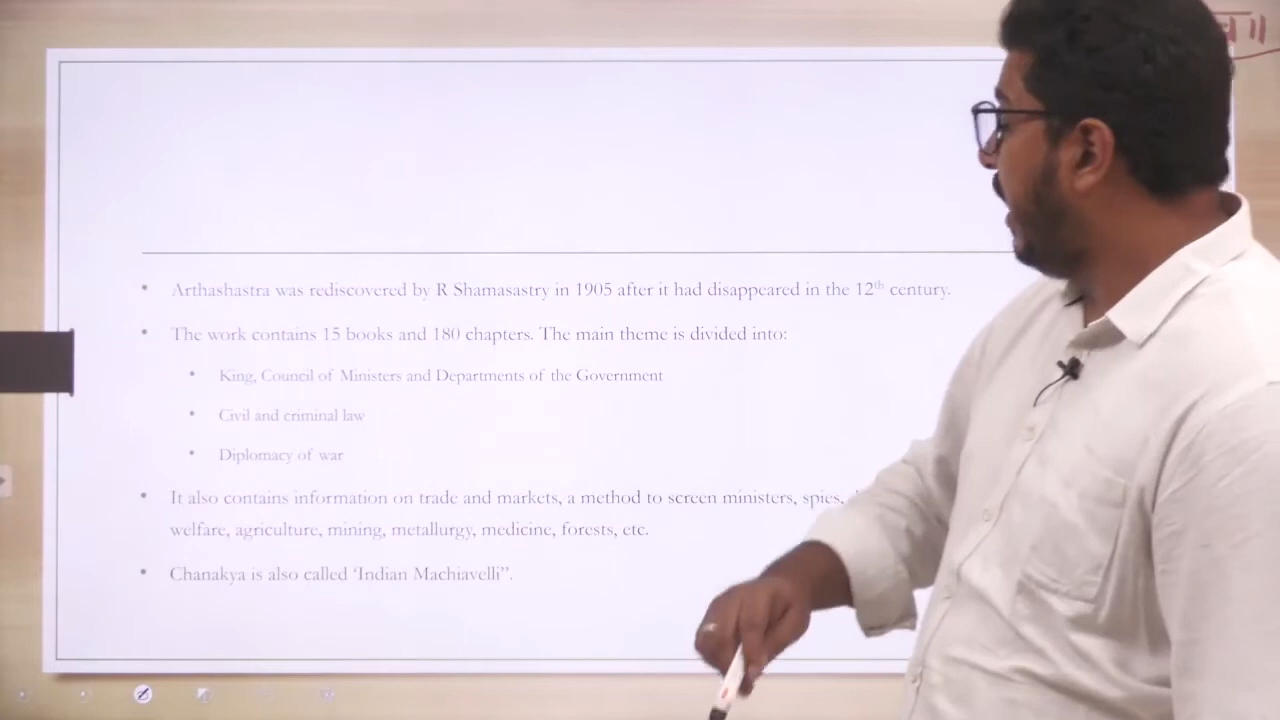 Arthashastra was rediscovered by R Shamasastry in 1905 after it had disappeared in the 12th century.
The work contains 15 books and 180 chapters. The main theme is divided into:
King, Council of Ministers and Departments of the Government
Civil and criminal law
Diplomacy of war
It also contains information on trade and markets, a method to screen ministers, spies,
welfare, agriculture, mining, metallurgy, medicine, forests, etc.
Chanakya is also called ‘Indian Machiavelli”.